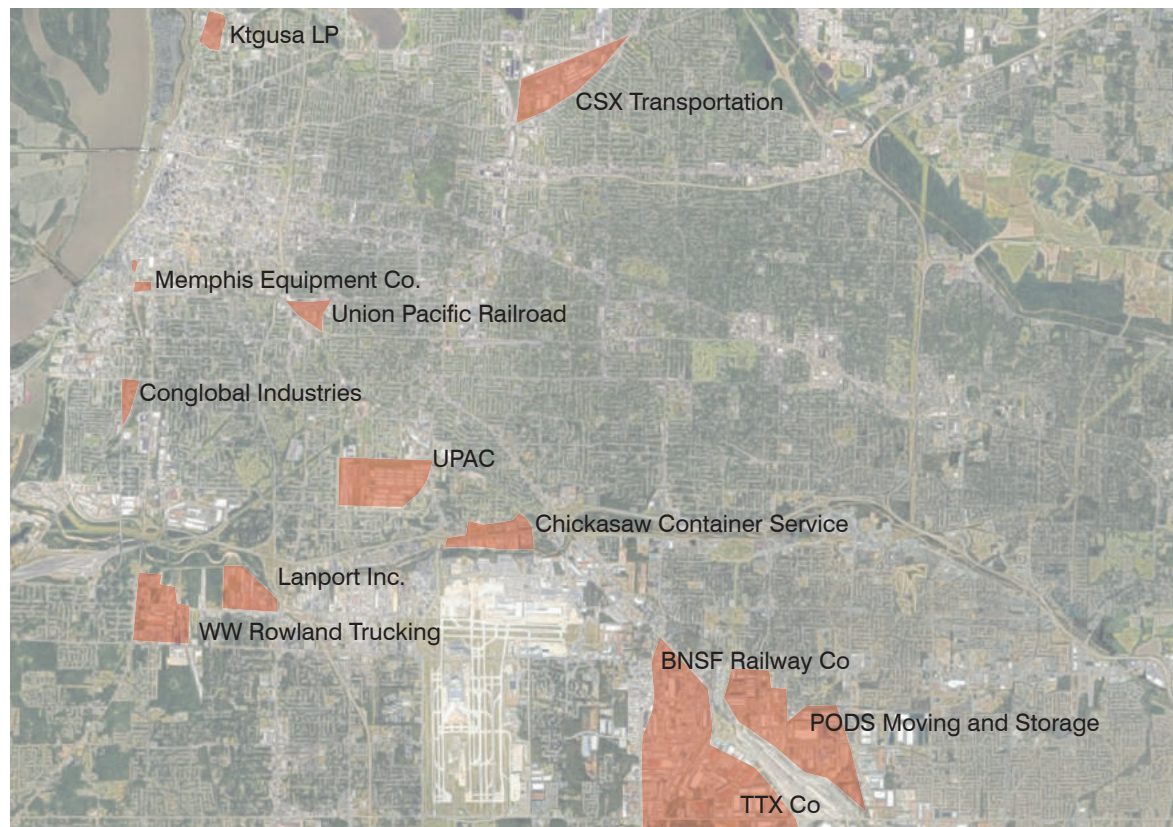 Ktgusa LP
CSX Transportation
Memphis Equipment Co.
Union Pacific Railroad
Conglobal Industries
UPAC
Chickasaw Container Service
Lanport Inc.
WW Rowland Trucking
BNSF Railway Co
PODS Moving and Storage
TTX Co